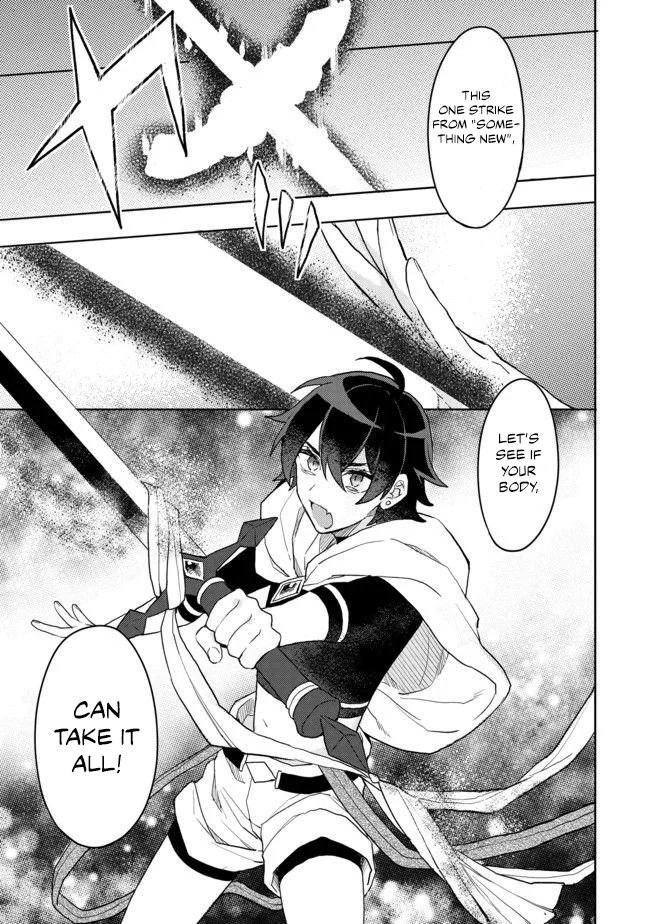 THIS
ONE STRIKE
FROM "SOME-
THING NEW",
LET'S
SEE IF
YOUR
BODY,
CAN
TAKE IT
ALL!